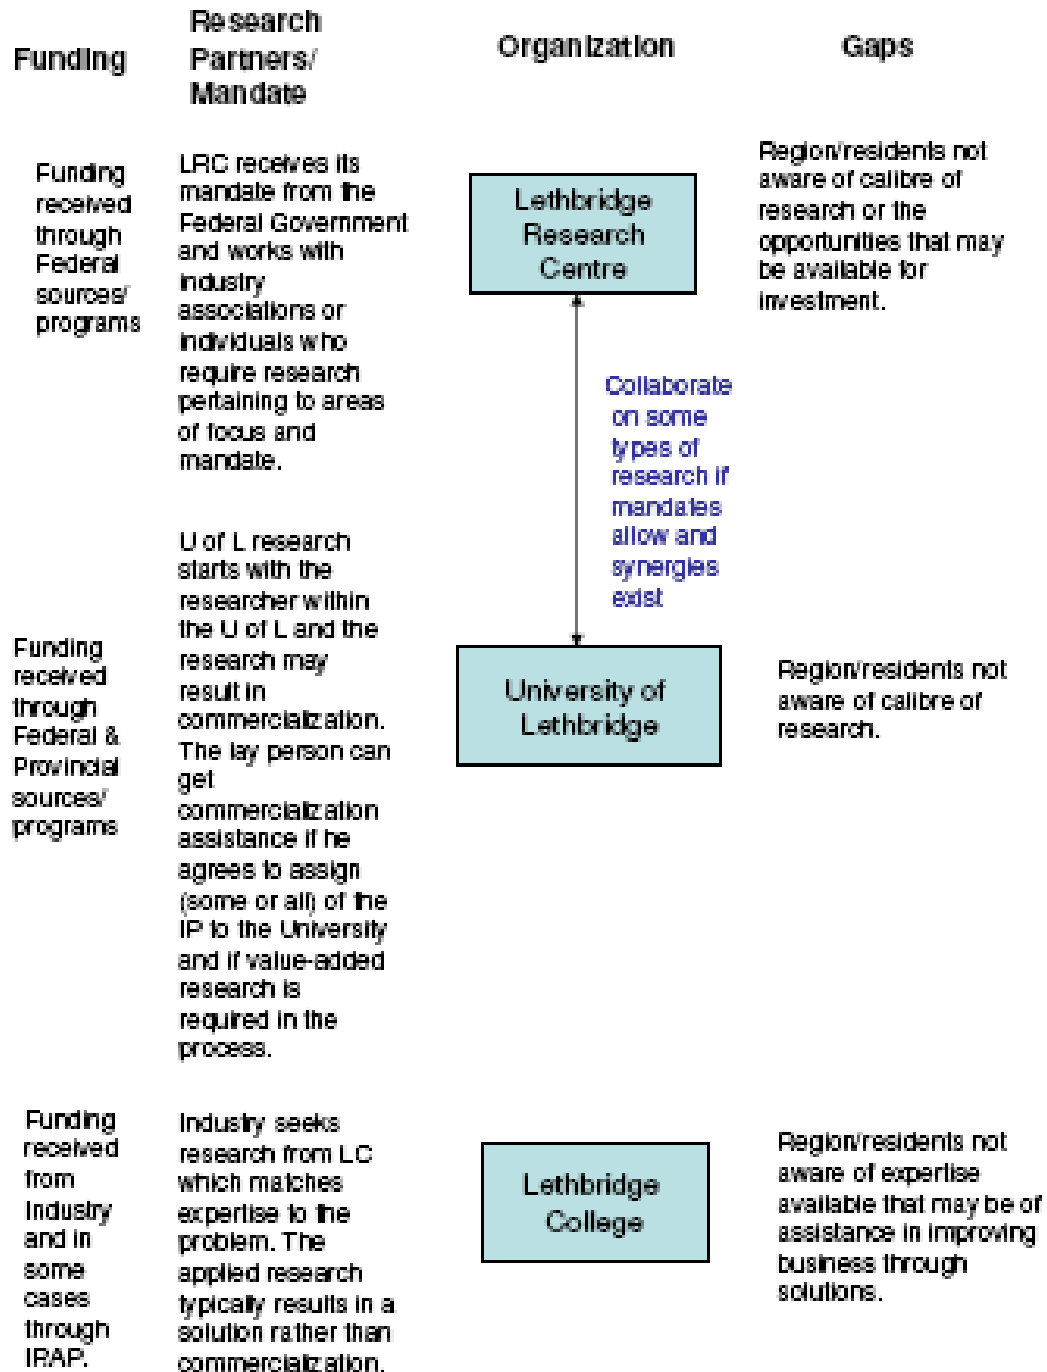 Funding
Research
Partners/
Mandate
Organization
Gaps
Funding
received
through
Federal
sources/
programs
LRC receives its
mandate from the
Federal Government
and works with
industry
associations or
individuals who
require research
pertaining to areas
of focus and
mandate.
Lethbridge
Research
Centre
Region/residents not
aware of calibre of
research or the
opportunities that may
be available for
investment.
Collaborate
on some
types of
research if
mandates
allow and
synergies
exist
Funding
received
through
Federal &
Provincial
sources/
programs
U of L research
starts with the
researcher within
the U of L and the
research may
result in
commercialization.
The lay person can
get
commercialization
assistance if he
agrees to assign
(some or all) of the
IP to the University
and if value-added
research is
required in the
process.
University of
Lethbridge
Region/residents not
aware of calibre of
research.
Funding
received
from
Industry
and in
some
cases
through
IRAP.
Industry seeks
research from LC
which matches
expertise to the
problem. The
applied research
typically results in a
solution rather than
commercialization.
Lethbridge
College
Region/residents not
aware of expertise
available that may be of
assistance in improving
business through
solutions.